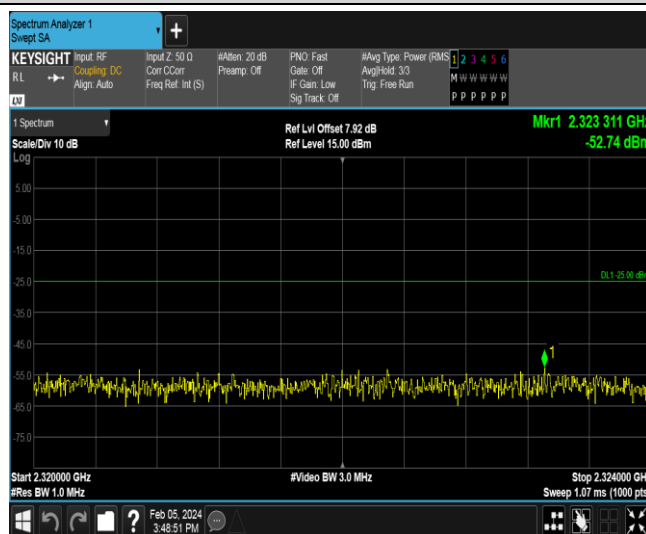 Spectrum Analyzer 1
Swept SA
+
KEYSIGHT Input: RF Input Z: 50 Ω #Atten: 20 dB PNO: Fast #Avg Type: Power (RMS 1 2 3 4 5 6
RL Coupling: DC Corr CCorr Preamp: Off Gate: Off Avg|Hold: 3/3 M W W W W W
Align: Auto Freq Ref: Int (S) IF Gain: Low Trig: Free Run
LXI Sig Track: Off P P P P P P
1 Spectrum Ref Lvl Offset 7.92 dB Mkr1 2.323 311 GHz
Scale/Div 10 dB Ref Level 15.00 dBm -52.74 dBm
Log
5.00
-5.00
-15.0
-25.0 DL1 -25.00 dBm
-35.0
-45.0
1
-55.0
-65.0
-75.0
Start 2.320000 GHz #Video BW 3.0 MHz Stop 2.324000 GHz
#Res BW 1.0 MHz Sweep 1.07 ms (1000 pts
? Feb 05, 2024
3:48:51 PM